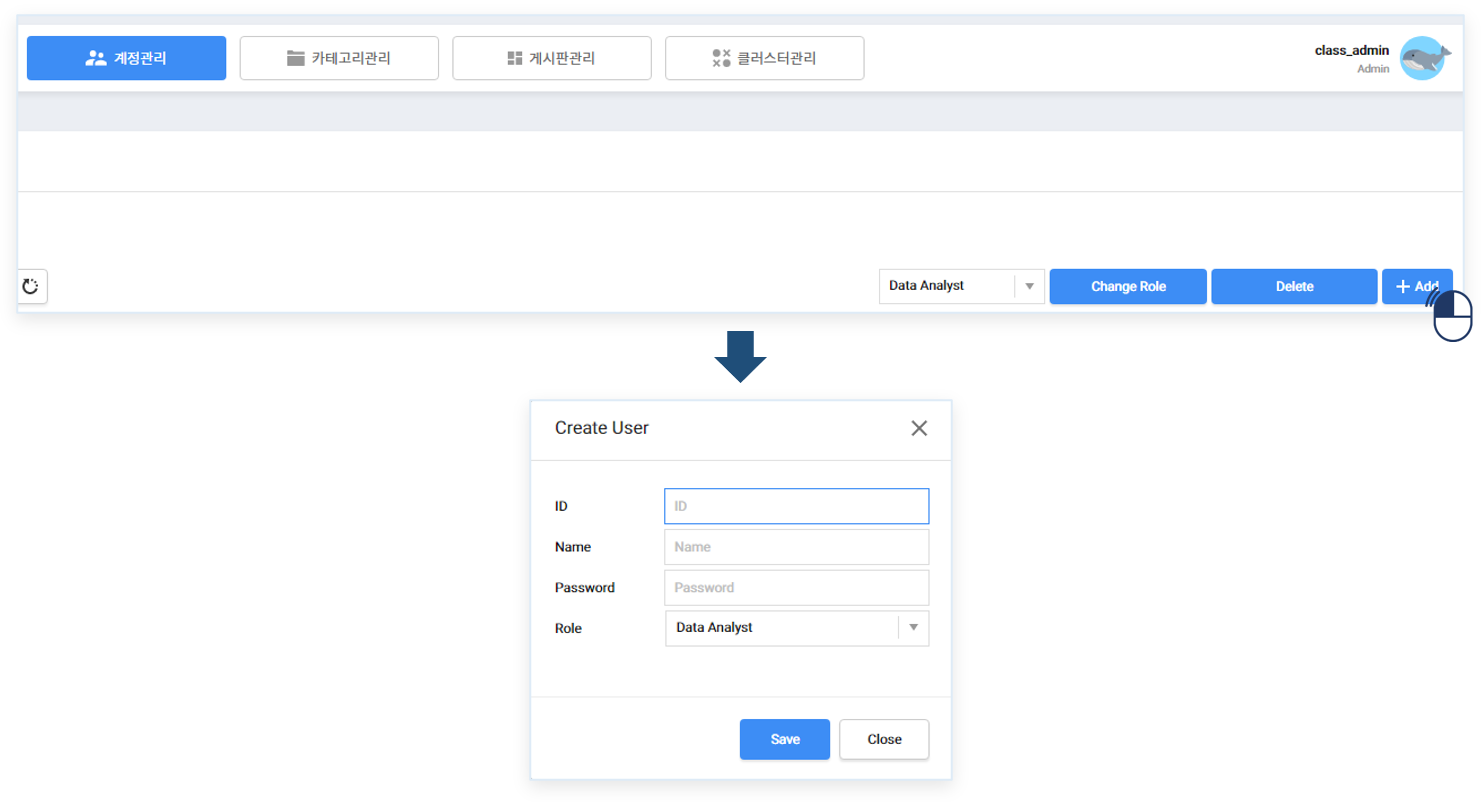 계정관리
카테고리관리
게시판관리
클러스터관리
class_admin
Admin
Data Analyst
Change Role
Delete
Add
Create User
ID
ID
Name
Name
Password
Password
Role
Data Analyst
Save
Close